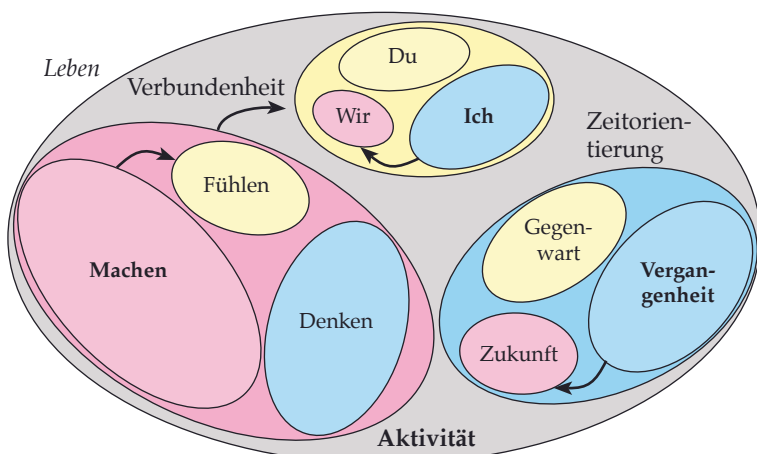 Leben
Verbundenheit
Du
Wir
Ich
Zeitorien-
tierung
Fühlen
Machen
Denken
Gegen-
wart
Vergan-
genheit
Zukunft
Aktivität